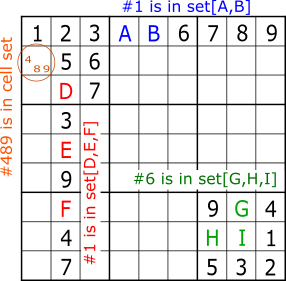 #1 is in set[A,B]
1 2 3 A B 6 7 8 9
4 8 9 5 6
D 7
3
E
9
F 9 G 4
4 H I 1
7 5 3 2
#489 is in cell set
#1 is in set[D,E,F]
#6 is in set[G,H,I]